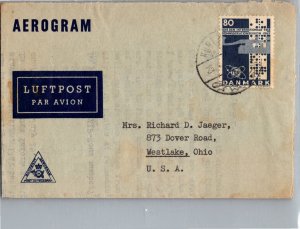 AEROGRAM
80
DANMARK
LUFTPOST
PAR AVION
Mrs. Richard D. Jaeger,
873 Dover Road,
Westlake, Ohio
U. S. A.